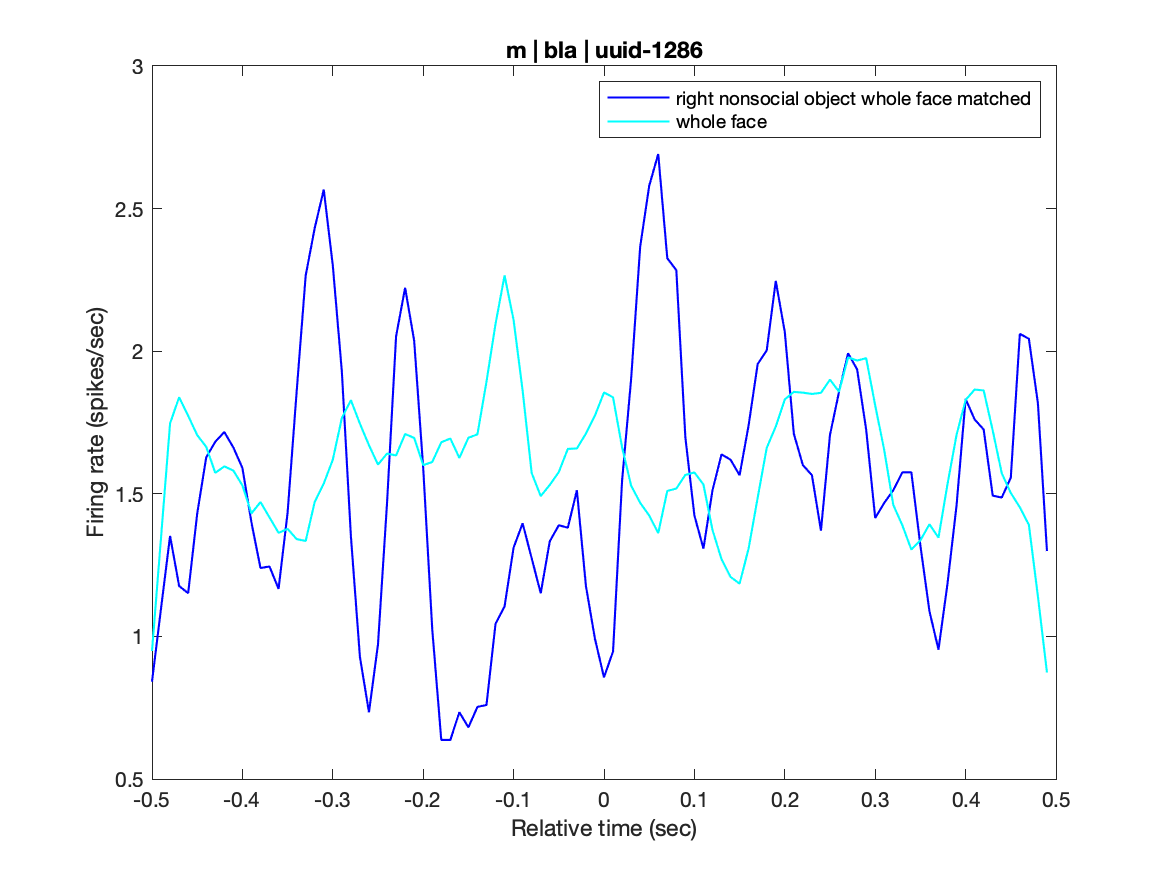 m | bla | uuid-1286
right nonsocial object whole face matched
whole face
3
2.5
2
1.5
1
0.5
Firing rate (spikes/sec)
-0.5 -0.4 -0.3 -0.2 -0.1 0 0.1 0.2 0.3 0.4 0.5
Relative time (sec)